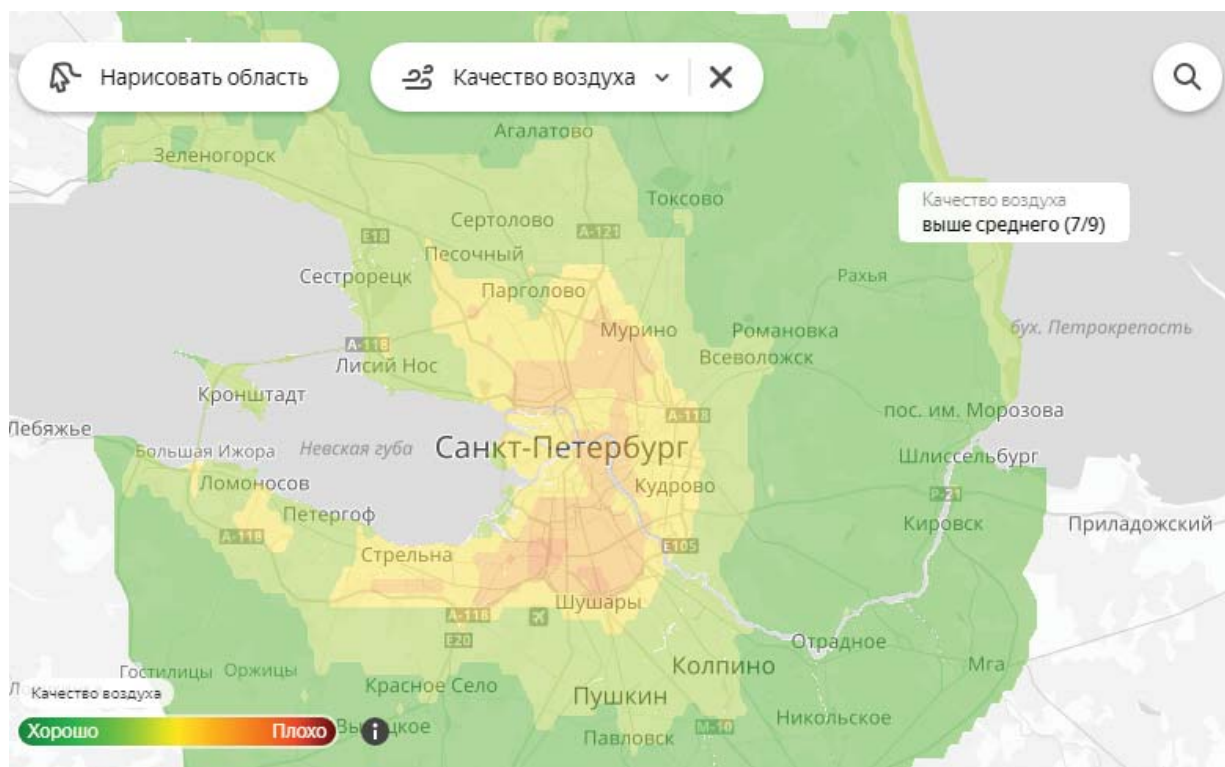 Нарисовать область
Качество воздуха
Агалатово
Зеленогорск
Токсово
Качество воздуха
выше среднего (7/9)
Сертолово
А-121
E18
Песочный
Сестрорецк
Парголово
Рахья
Мурино
Романовка
бух. Петрокрепость
А-118
Всеволожск
Лисий Нос
Кронштадт
А-118
пос. им. Морозова
Лебяжье
Большая Ижора
Невская губа
Санкт-Петербург
Шлиссельбург
Ломоносов
Кудрово
Р-21
Петергоф
Кировск
Приладожский
А-118
Стрельна
E105
Шушары
А-118
E20
Отрадное
Колпино
Мга
Гостилицы
Оржицы
Красное Село
Качество воздуха
Пушкин
Хорошо
Плохо
М-10
Никольское
Павловск